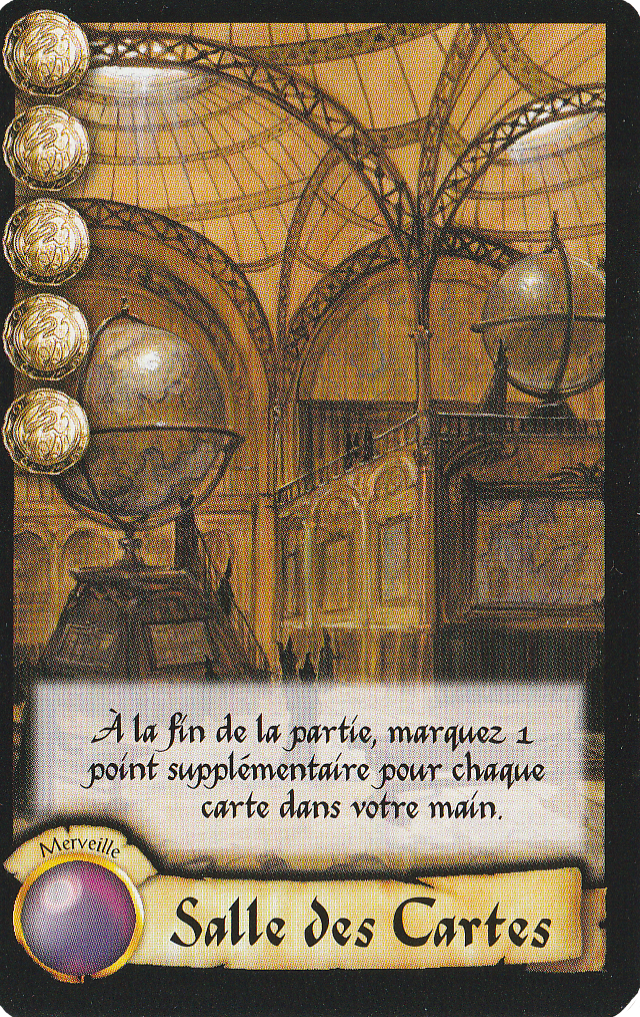 À la fin de la partie, marquez 1
point supplémentaire pour chaque
carte dans votre main.
Merveille
Salle des Cartes